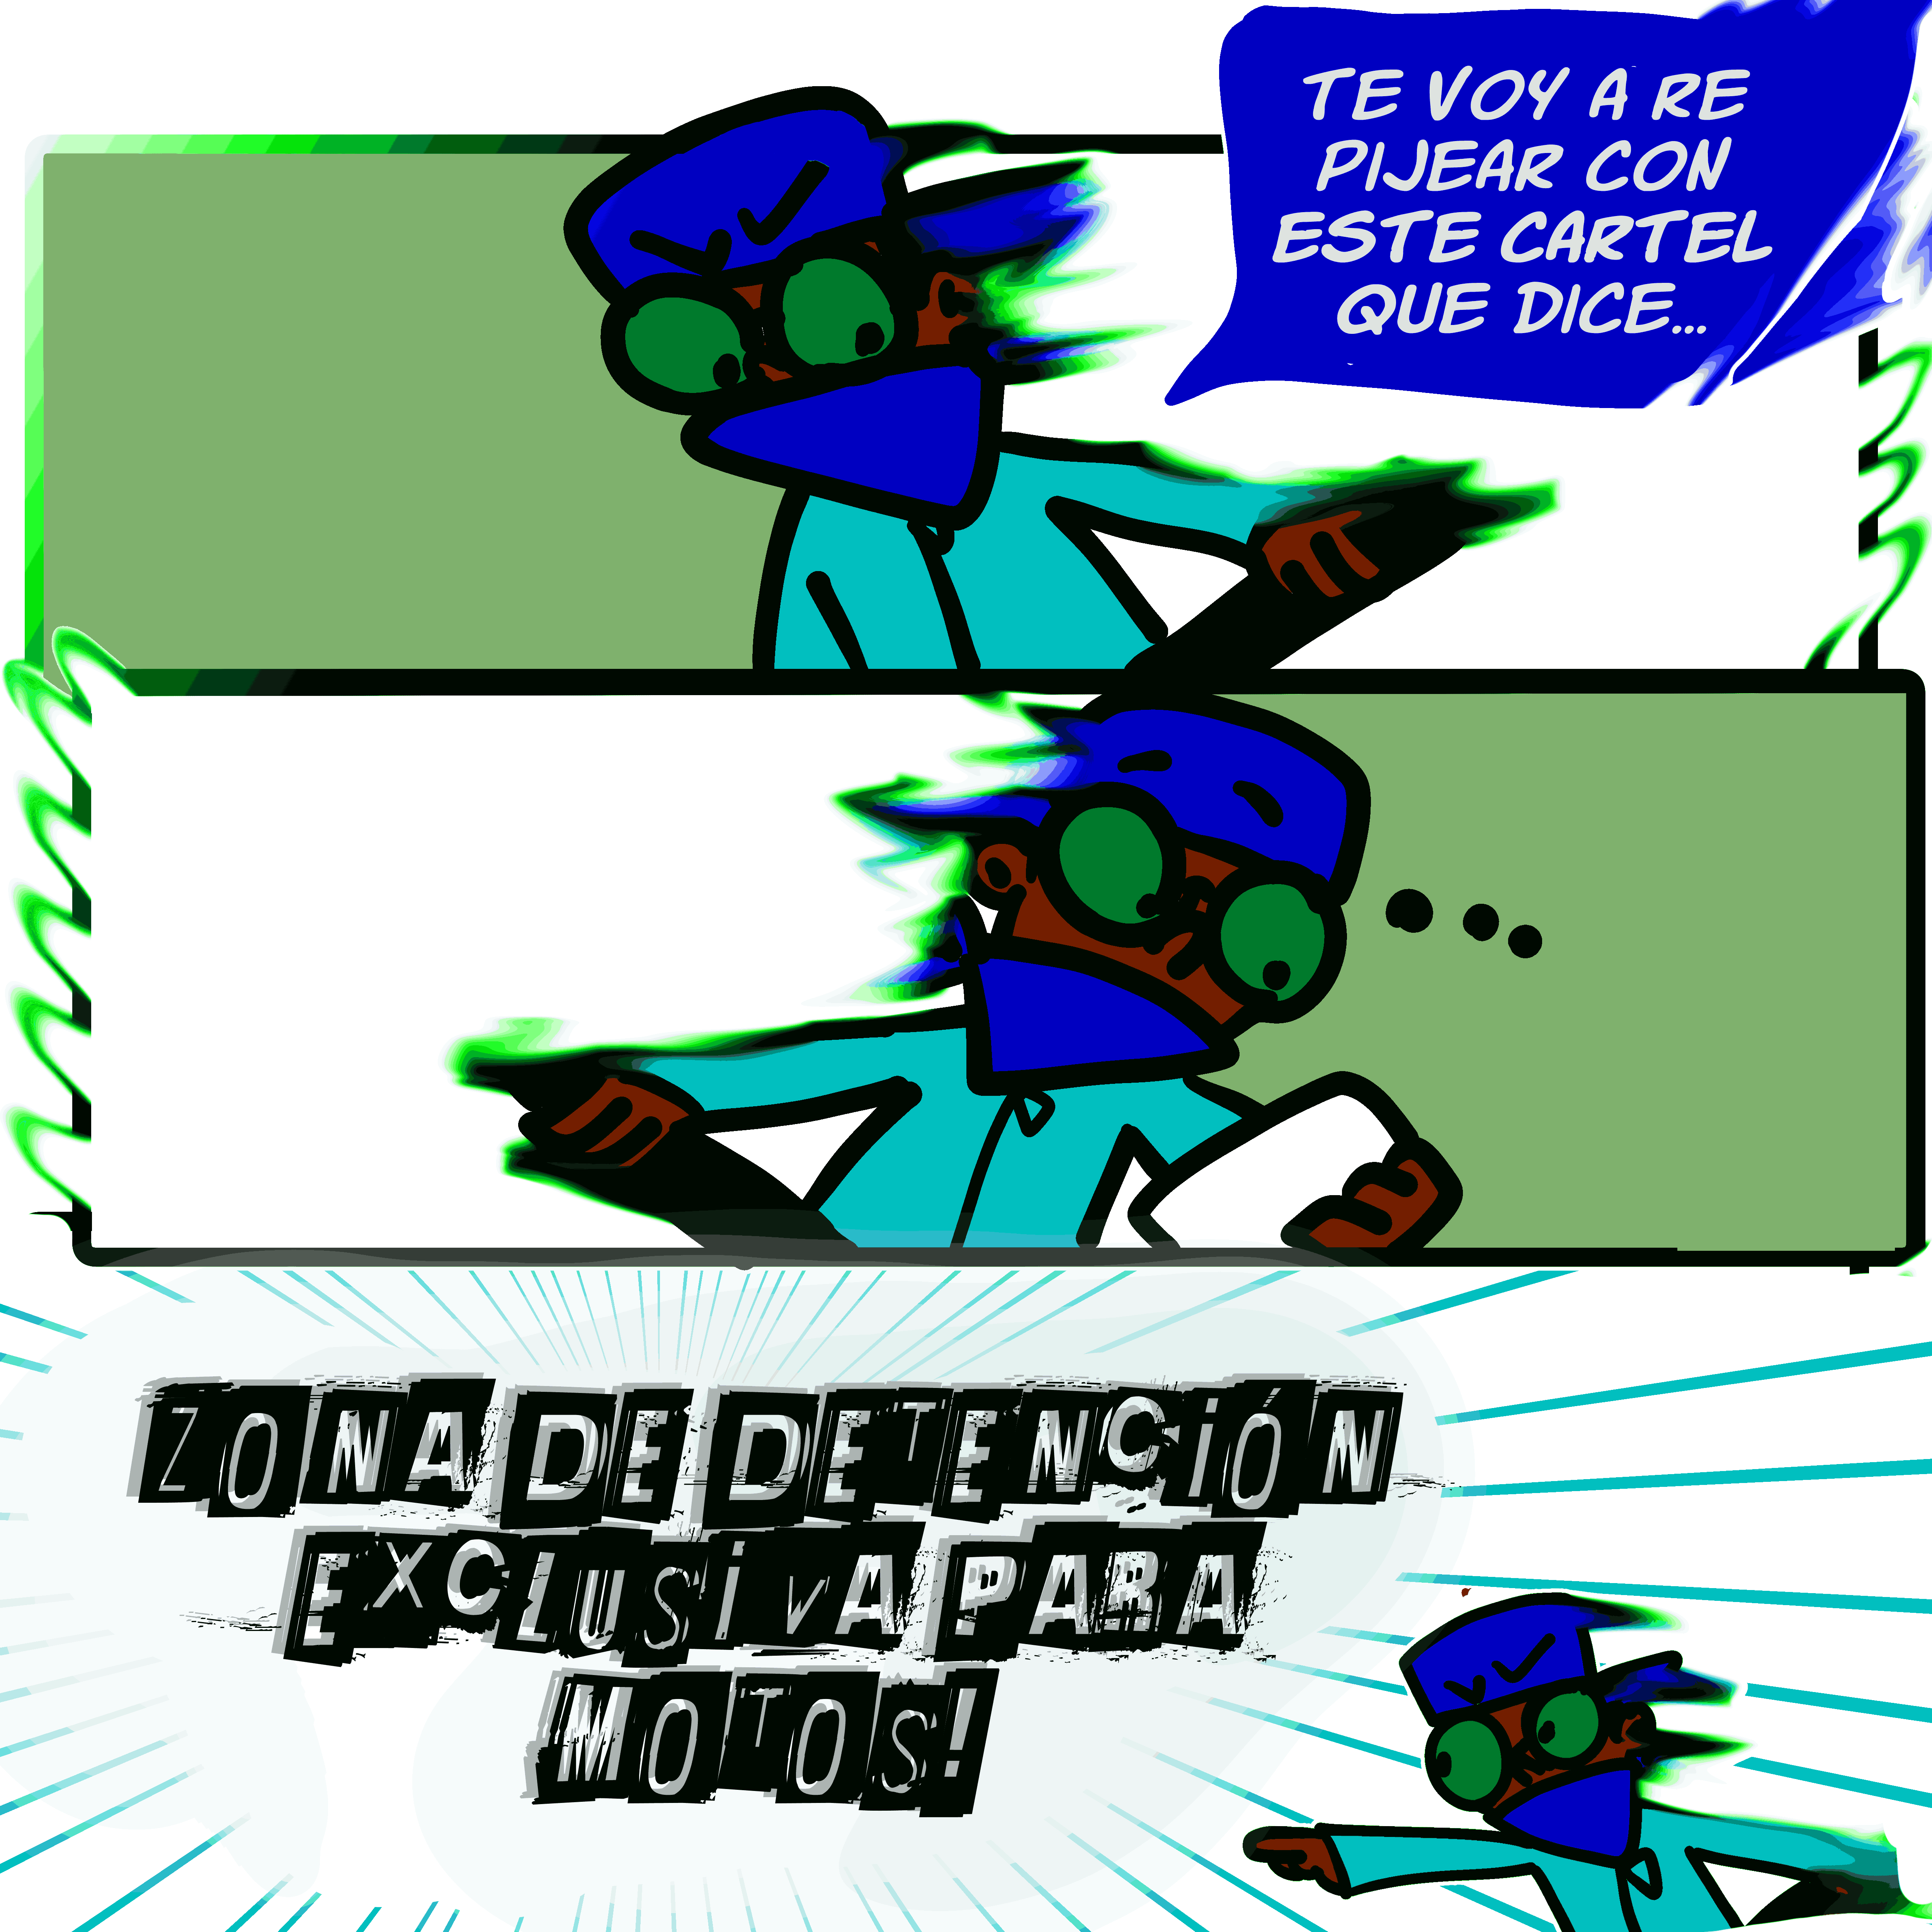 TE VOY A RE
PIJEAR CON
ESTE CARTEL
QUE DICE...
ZONA DE DETENCIÓN
EXCLUSIVA PARA
MOTOS!